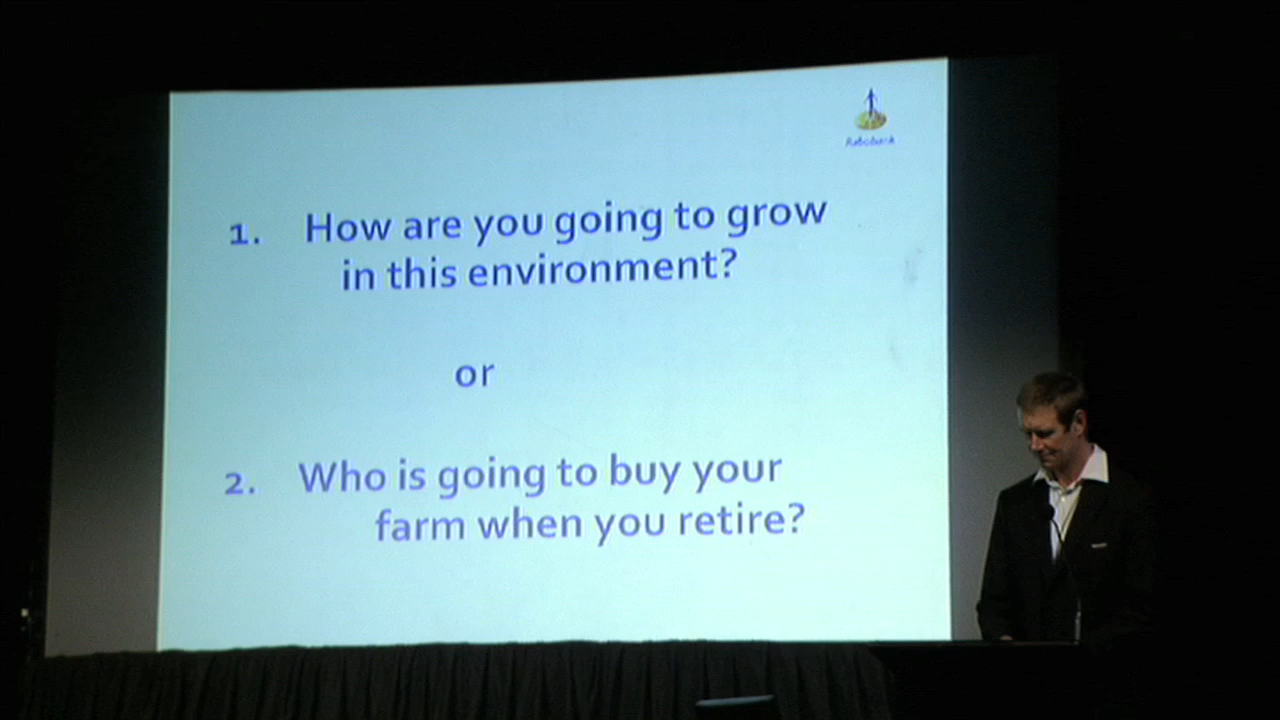 Rabobank
1. How are you going to grow
in this environment?
or
2. Who is going to buy your
farm when you retire?